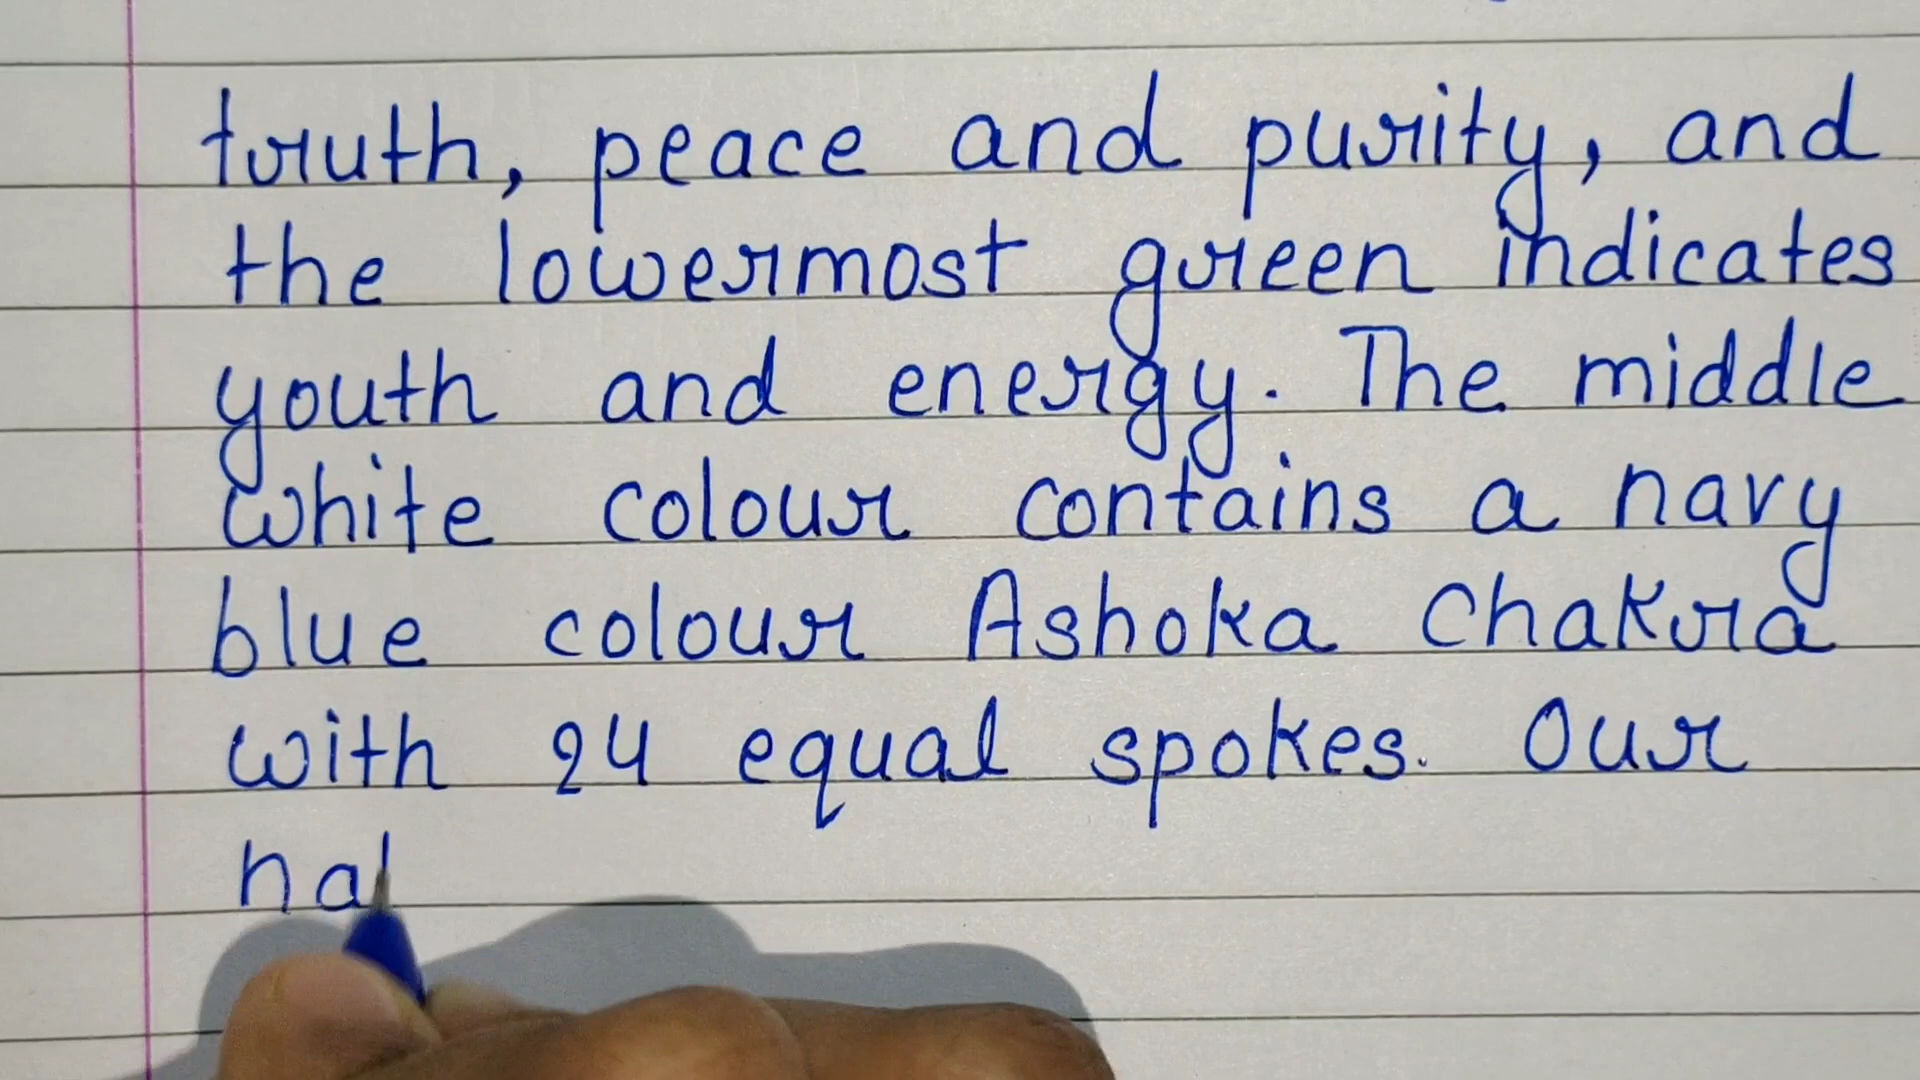 truth, peace and purity, and
the lowermost green indicates
youth and energy. The middle
white colour contains a navy
blue colour Ashoka Chakra
with 24 equal spokes. Our